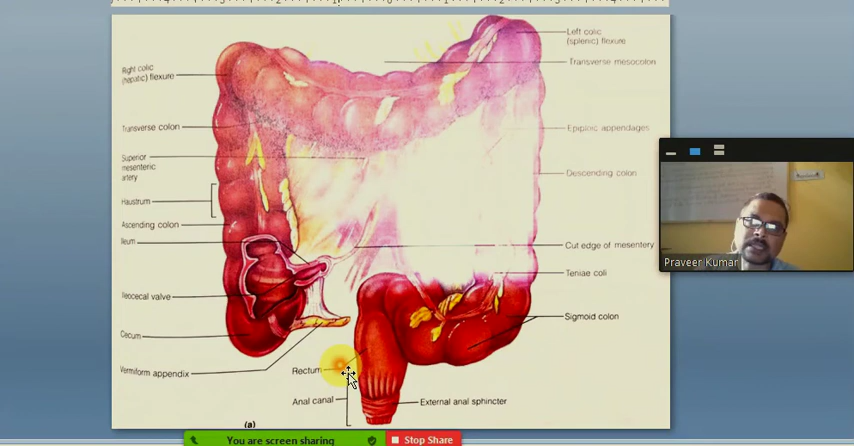 Left colic
(splenic) flexure
Right colic
(hepatic) flexure
Transverse mesocolon
Transverse colon
Epiploic appendages
Superior
mesenteric
artery
Descending colon
Haustrum
Ascending colon
Ileum
Cut edge of mesentery
Teniae coli
Ileocecal valve
Sigmoid colon
Cecum
Vermiform appendix
Rectum
Anal canal
External anal sphincter
(a)
Praveer Kumar
You are screen sharing
Stop Share